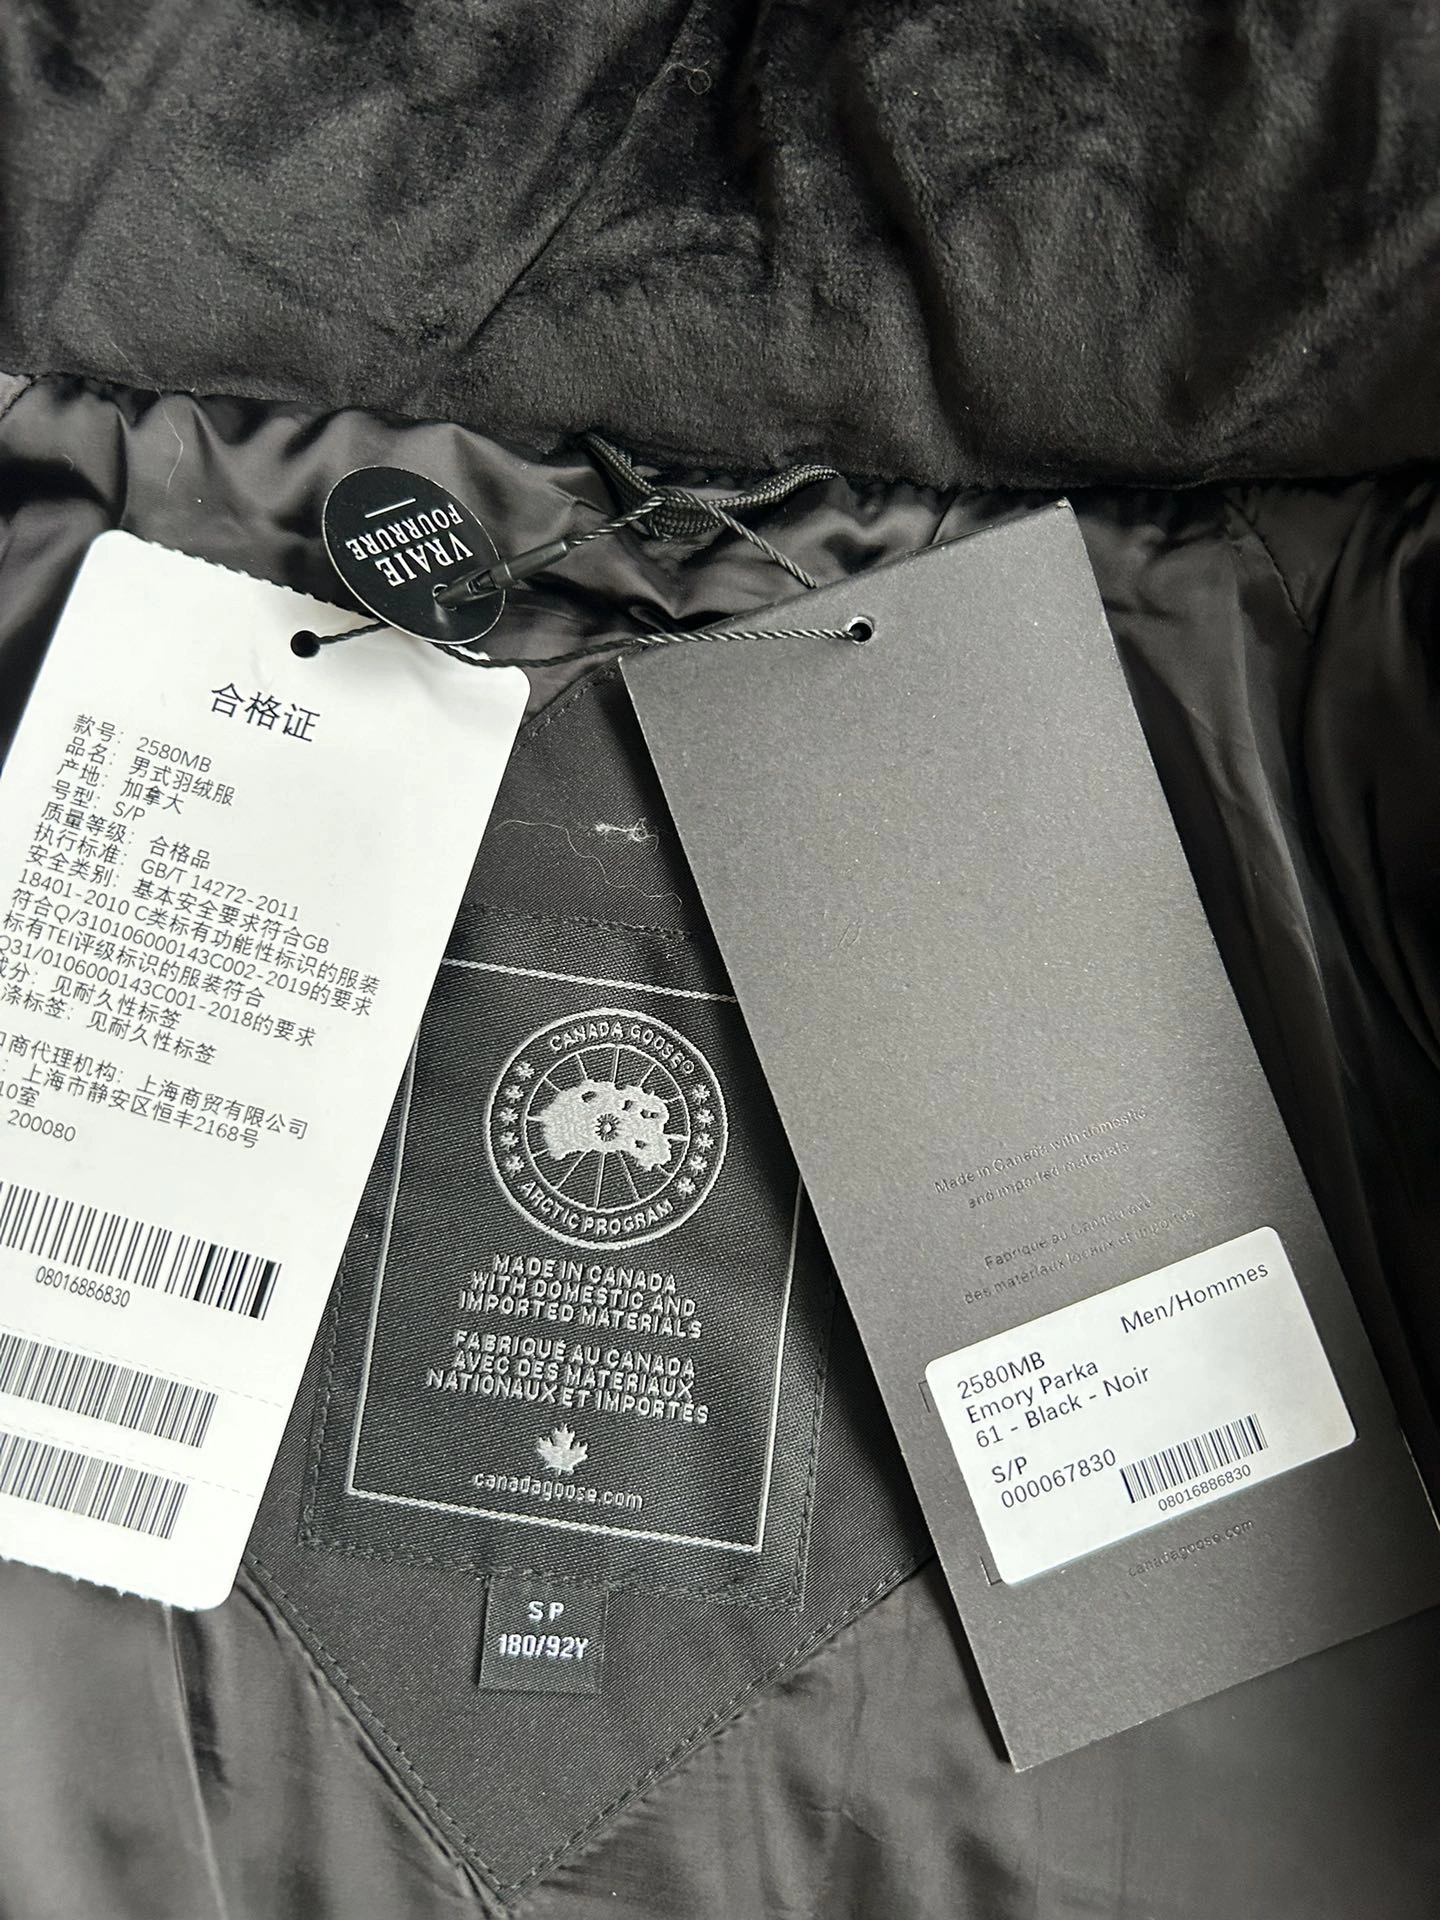 VRAIE
FOURRURE
合格证
款号: 2580MB
品名: 男式羽绒服
产地: 加拿大
号型: S/P
质量等级: 合格品
执行标准: GB/T 14272-2011
安全类别: 基本安全要求符合GB
18401-2010 C类标有功能性标识的服装
符合Q/3101060000143C002-2019的要求
标有TEI评级标识的服装符合
Q31/0106000143C001-2018的要求
成分: 见耐久性标签
涤标签: 见耐久性标签
口商代理机构: 上海商贸有限公司
: 上海市静安区恒丰2168号
10室
200080
08016886830
CANADA GOOSE®
ARCTIC PROGRAM
MADE IN CANADA
WITH DOMESTIC AND
IMPORTED MATERIALS
FABRIQUÉ AU CANADA
AVEC DES MATERIAUX
NATIONAUX ET IMPORTÉS
canadagoose.com
S P
180/92Y
Made in Canada with domestic
and imported materials
Fabriqué au Canada avec
des matériaux locaux et importés
Men/Hommes
2580MB
Emory Parka
61 - Black - Noir
S/P
000067830
08016886830
canadagoose.com